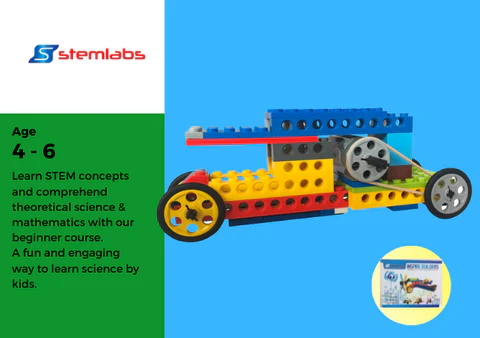 stemlabs
Age
4 - 6
Learn STEM concepts
and comprehend
theoretical science &
mathematics with our
beginner course.
A fun and engaging
way to learn science by
kids.